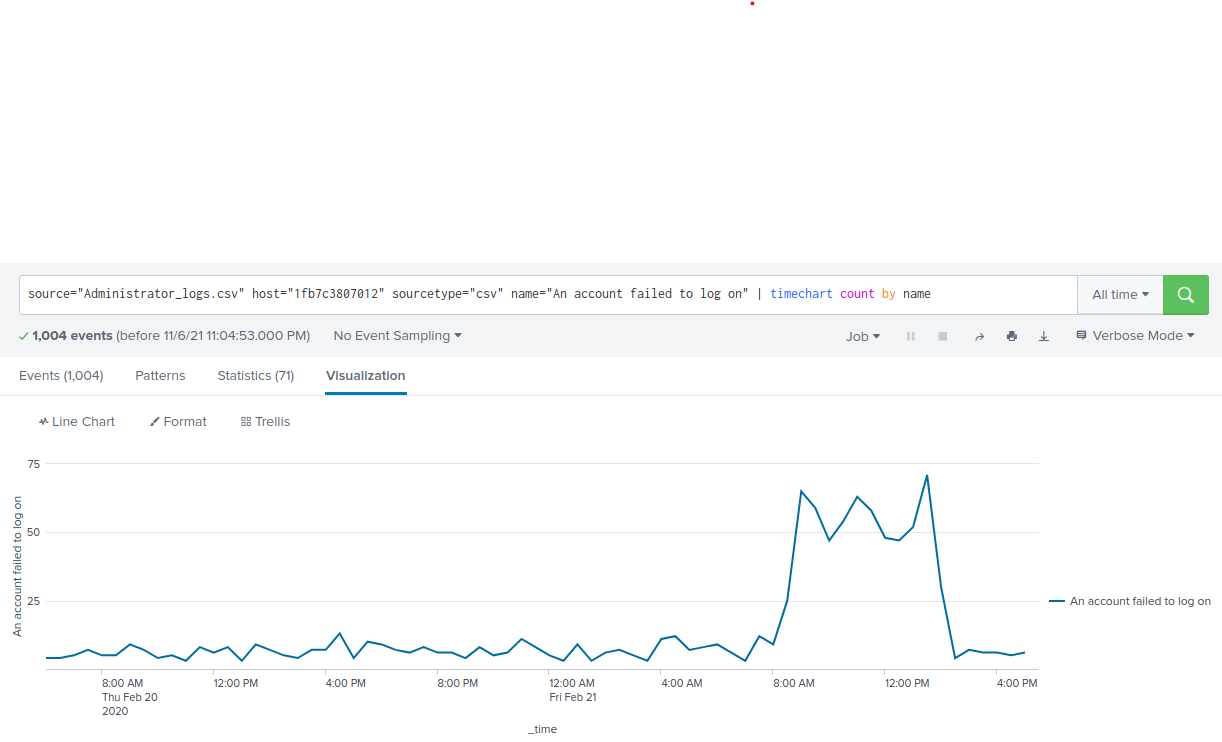 source="Administrator_logs.csv" host="1fb7c3807012" sourcetype="csv" name="An account failed to log on" | timechart count by name
All time
1,004 events (before 11/6/21 11:04:53.000 PM)
No Event Sampling
Job
Verbose Mode
Events (1,004)
Patterns
Statistics (71)
Visualization
Line Chart
Format
Trellis
An account failed to log on
75
50
25
8:00 AM
Thu Feb 20
2020
12:00 PM
4:00 PM
8:00 PM
12:00 AM
Fri Feb 21
4:00 AM
8:00 AM
12:00 PM
4:00 PM
_time
An account failed to log on